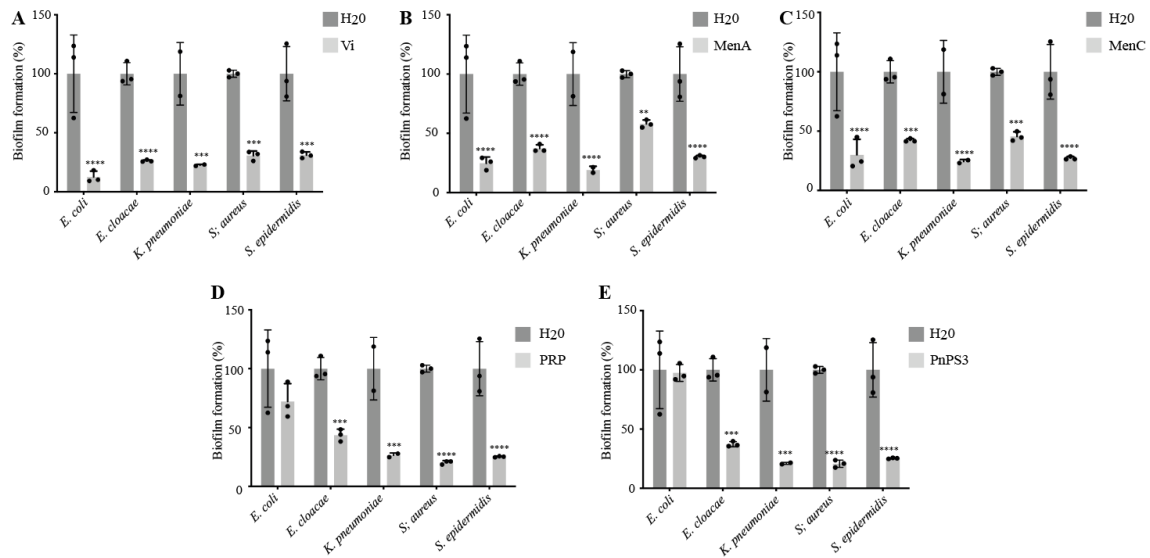 A
Biofilm formation (%)
150
100
50
0
H20
Vi
****
****
***
***
***
E. coli
E. cloacae
K. pneumoniae
S; aureus
S. epidermidis
B
Biofilm formation (%)
150
100
50
0
H20
MenA
****
****
****
**
****
E. coli
E. cloacae
K. pneumoniae
S; aureus
S. epidermidis
C
Biofilm formation (%)
150
100
50
0
H20
MenC
****
***
****
***
****
E. coli
E. cloacae
K. pneumoniae
S; aureus
S. epidermidis
D
Biofilm formation (%)
150
100
50
0
H20
PRP
***
***
****
****
E. coli
E. cloacae
K. pneumoniae
S; aureus
S. epidermidis
E
Biofilm formation (%)
150
100
50
0
H20
PnPS3
***
***
****
****
E. coli
E. cloacae
K. pneumoniae
S; aureus
S. epidermidis